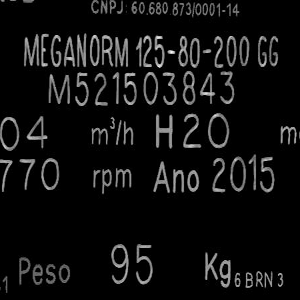 CNPJ: 60.680.873/0001-14
MEGANORM 125-80-200 GG
M521503843
04 m³/h H 20 m
770 rpm Ano 2015
Peso 95 Kg 6 BRN 3